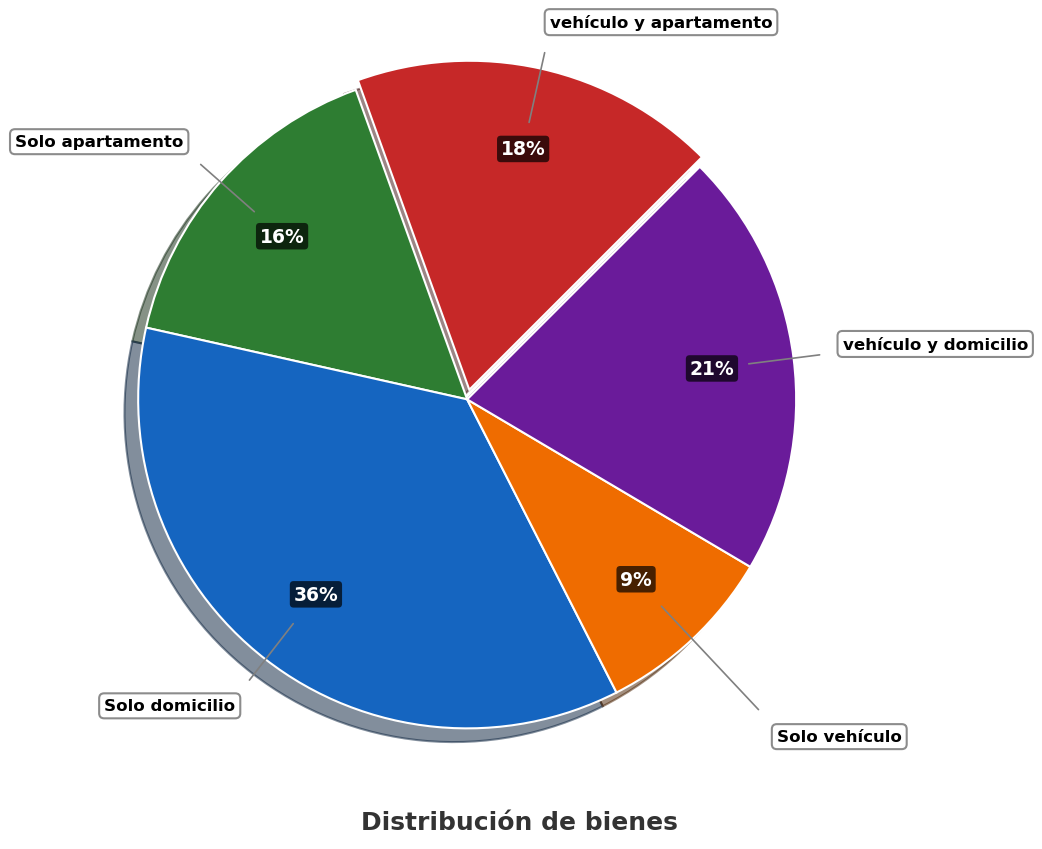 vehículo y apartamento
Solo apartamento
18%
16%
vehículo y domicilio
21%
9%
36%
Solo domicilio
Solo vehículo
Distribución de bienes